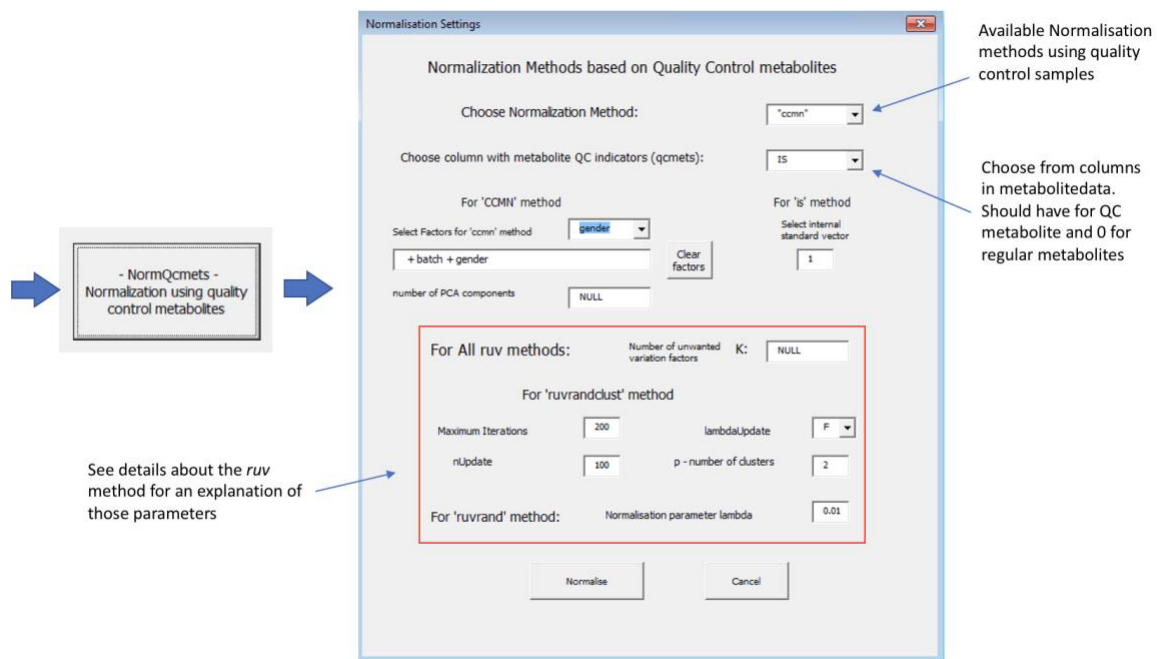 Normalisation Settings
Normalization Methods based on Quality Control metabolites
Choose Normalization Method:
"ccmn"
Choose column with metabolite QC indicators (qcmets):
IS
For 'CCMN' method
For 'is' method
Select Factors for 'ccmn' method
gender
Select internal
standard vector
+ batch + gender
Clear
factors
1
number of PCA components
NULL
For All ruv methods:
Number of unwanted
variation factors
K:
NULL
For 'ruvrandclust' method
Maximum Iterations
200
lambdaUpdate
F
nUpdate
100
p - number of clusters
2
For 'ruvrand' method:
Normalisation parameter lambda
0.01
Normalise
Cancel
- NormQcmets -
Normalization using quality
control metabolites
Available Normalisation
methods using quality
control samples
Choose from columns
in metabolitedata.
Should have for QC
metabolite and 0 for
regular metabolites
See details about the ruv
method for an explanation of
those parameters